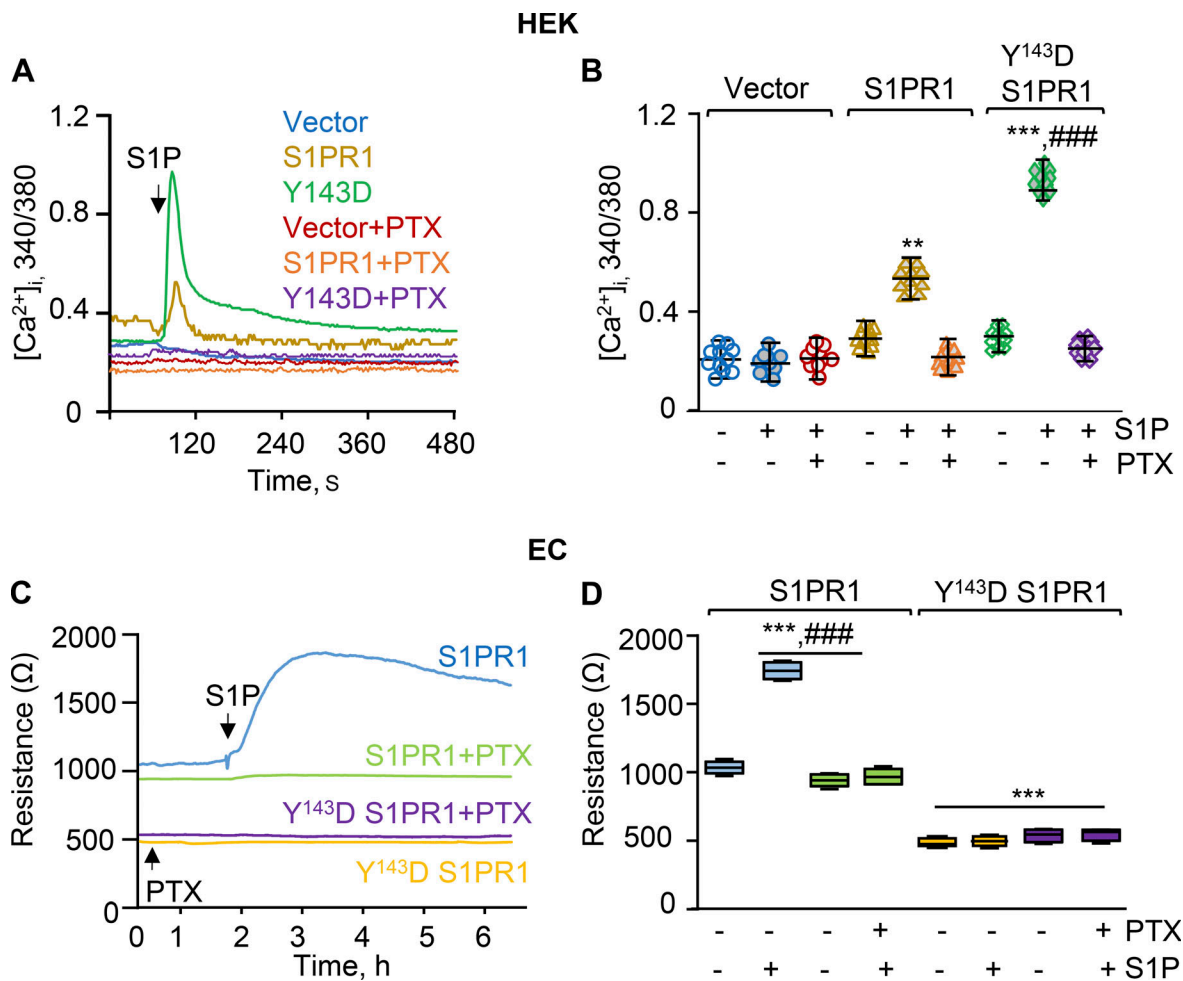 HEK
A
1.2
0.8
0.4
0
[Ca²⁺]i, 340/380
S1P
Vector
S1PR1
Y143D
Vector+PTX
S1PR1+PTX
Y143D+PTX
120 240 360 480
Time, s
B
Vector S1PR1 Y¹⁴³D
S1PR1
1.2
0.8
0.4
0
[Ca²⁺]i, 340/380
**
***,###
- + + - + + - + + S1P
- - + - - + - - + PTX
EC
C
2000
1500
1000
500
0
Resistance (Ω)
S1PR1
S1P
S1PR1+PTX
Y¹⁴³D S1PR1+PTX
Y¹⁴³D S1PR1
PTX
0 1 2 3 4 5 6
Time, h
D
S1PR1 Y¹⁴³D S1PR1
2000
1500
1000
500
0
Resistance (Ω)
***,###
***
- - - + - - - + PTX
- + - + - + - + S1P